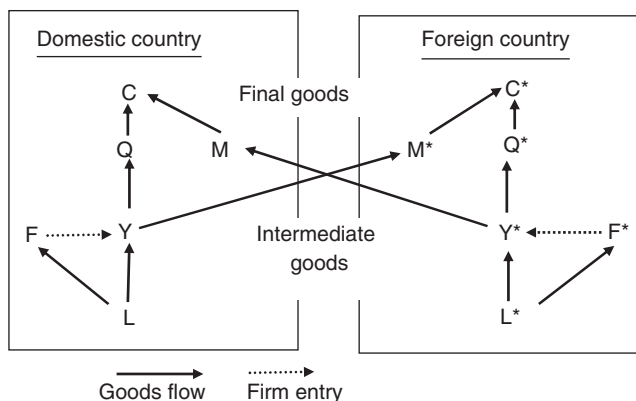 Domestic country
Foreign country
C
Final goods
C*
Q
M
M*
Q*
F
Y
Intermediate
goods
Y*
F*
L
L*
Goods flow
Firm entry